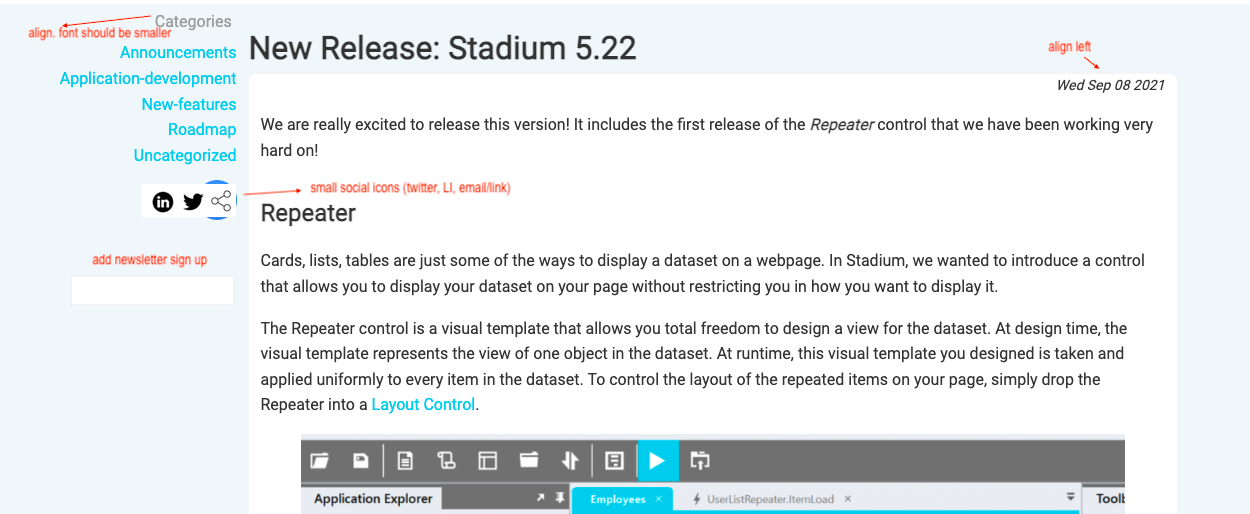 Categories
align. font should be smaller
Announcements
Application-development
New-features
Roadmap
Uncategorized
small social icons (twitter, LI, email/link)
add newsletter sign up
New Release: Stadium 5.22
align left
Wed Sep 08 2021
We are really excited to release this version! It includes the first release of the Repeater control that we have been working very
hard on!
Repeater
Cards, lists, tables are just some of the ways to display a dataset on a webpage. In Stadium, we wanted to introduce a control
that allows you to display your dataset on your page without restricting you in how you want to display it.
The Repeater control is a visual template that allows you total freedom to design a view for the dataset. At design time, the
visual template represents the view of one object in the dataset. At runtime, this visual template you designed is taken and
applied uniformly to every item in the dataset. To control the layout of the repeated items on your page, simply drop the
Repeater into a Layout Control.
Application Explorer
Employees
UserListRepeater.ItemLoad